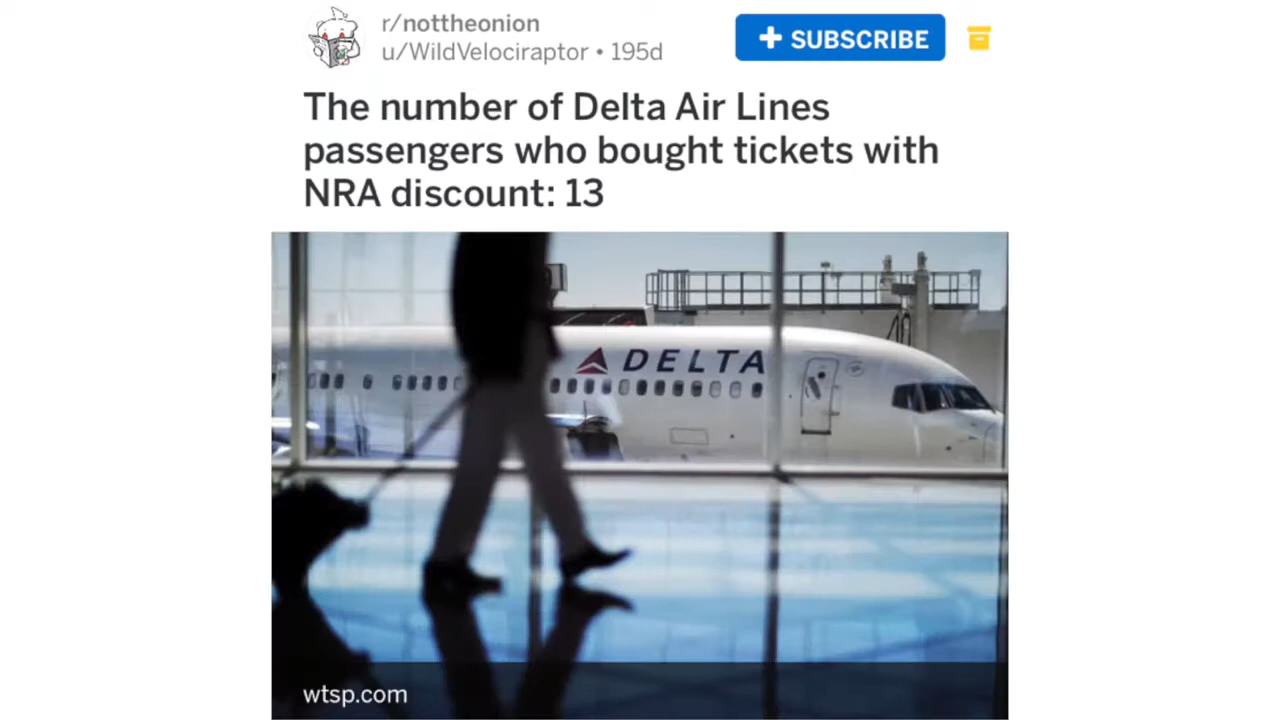 r/nottheonion
u/WildVelociraptor • 195d
+ SUBSCRIBE
The number of Delta Air Lines
passengers who bought tickets with
NRA discount: 13
DELTA
wtsp.com